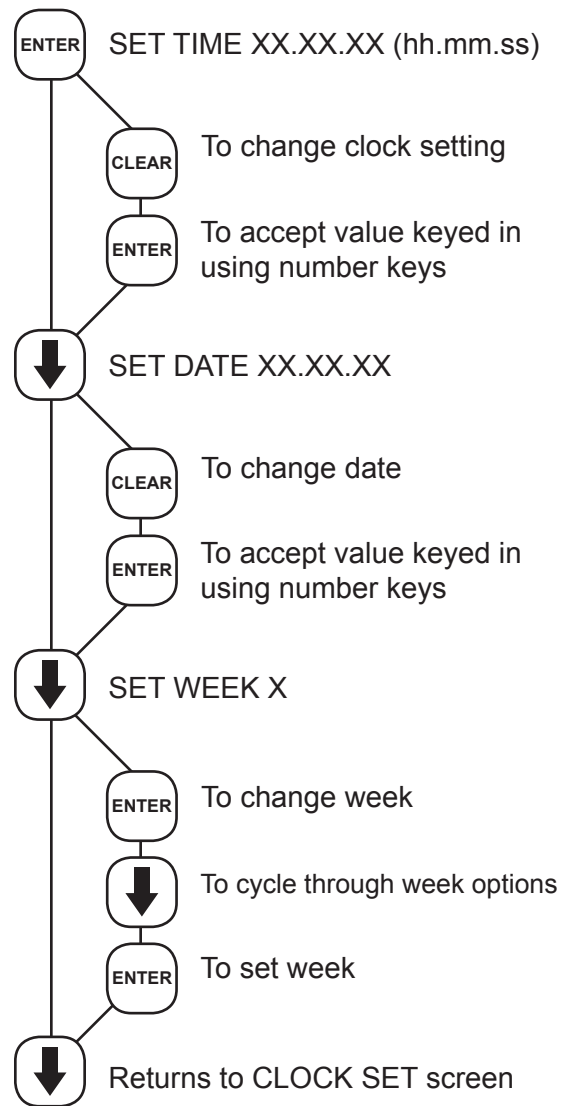 ENTER SET TIME XX.XX.XX (hh.mm.ss)
CLEAR To change clock setting
ENTER To accept value keyed in
using number keys
SET DATE XX.XX.XX
CLEAR To change date
ENTER To accept value keyed in
using number keys
SET WEEK X
ENTER To change week
To cycle through week options
ENTER To set week
Returns to CLOCK SET screen